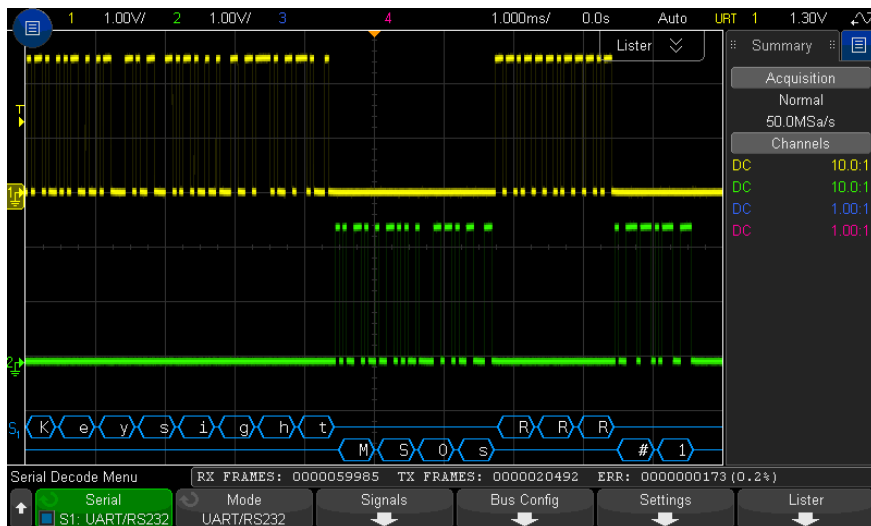 1 1.00V/ 2 1.00V/ 3 4 1.000ms/ 0.0s Auto URT 1 1.30V
Lister
Summary
Acquisition
Normal
50.0MSa/s
Channels
DC 10.0:1
DC 10.0:1
DC 1.00:1
DC 1.00:1
T
1
2
S1 K e y s i g h t R R R
M S O s # 1
Serial Decode Menu
RX FRAMES: 0000059985 TX FRAMES: 0000020492 ERR: 0000000173(0.2%)
Serial Mode Signals Bus Config Settings Lister
S1: UART/RS232 UART/RS232